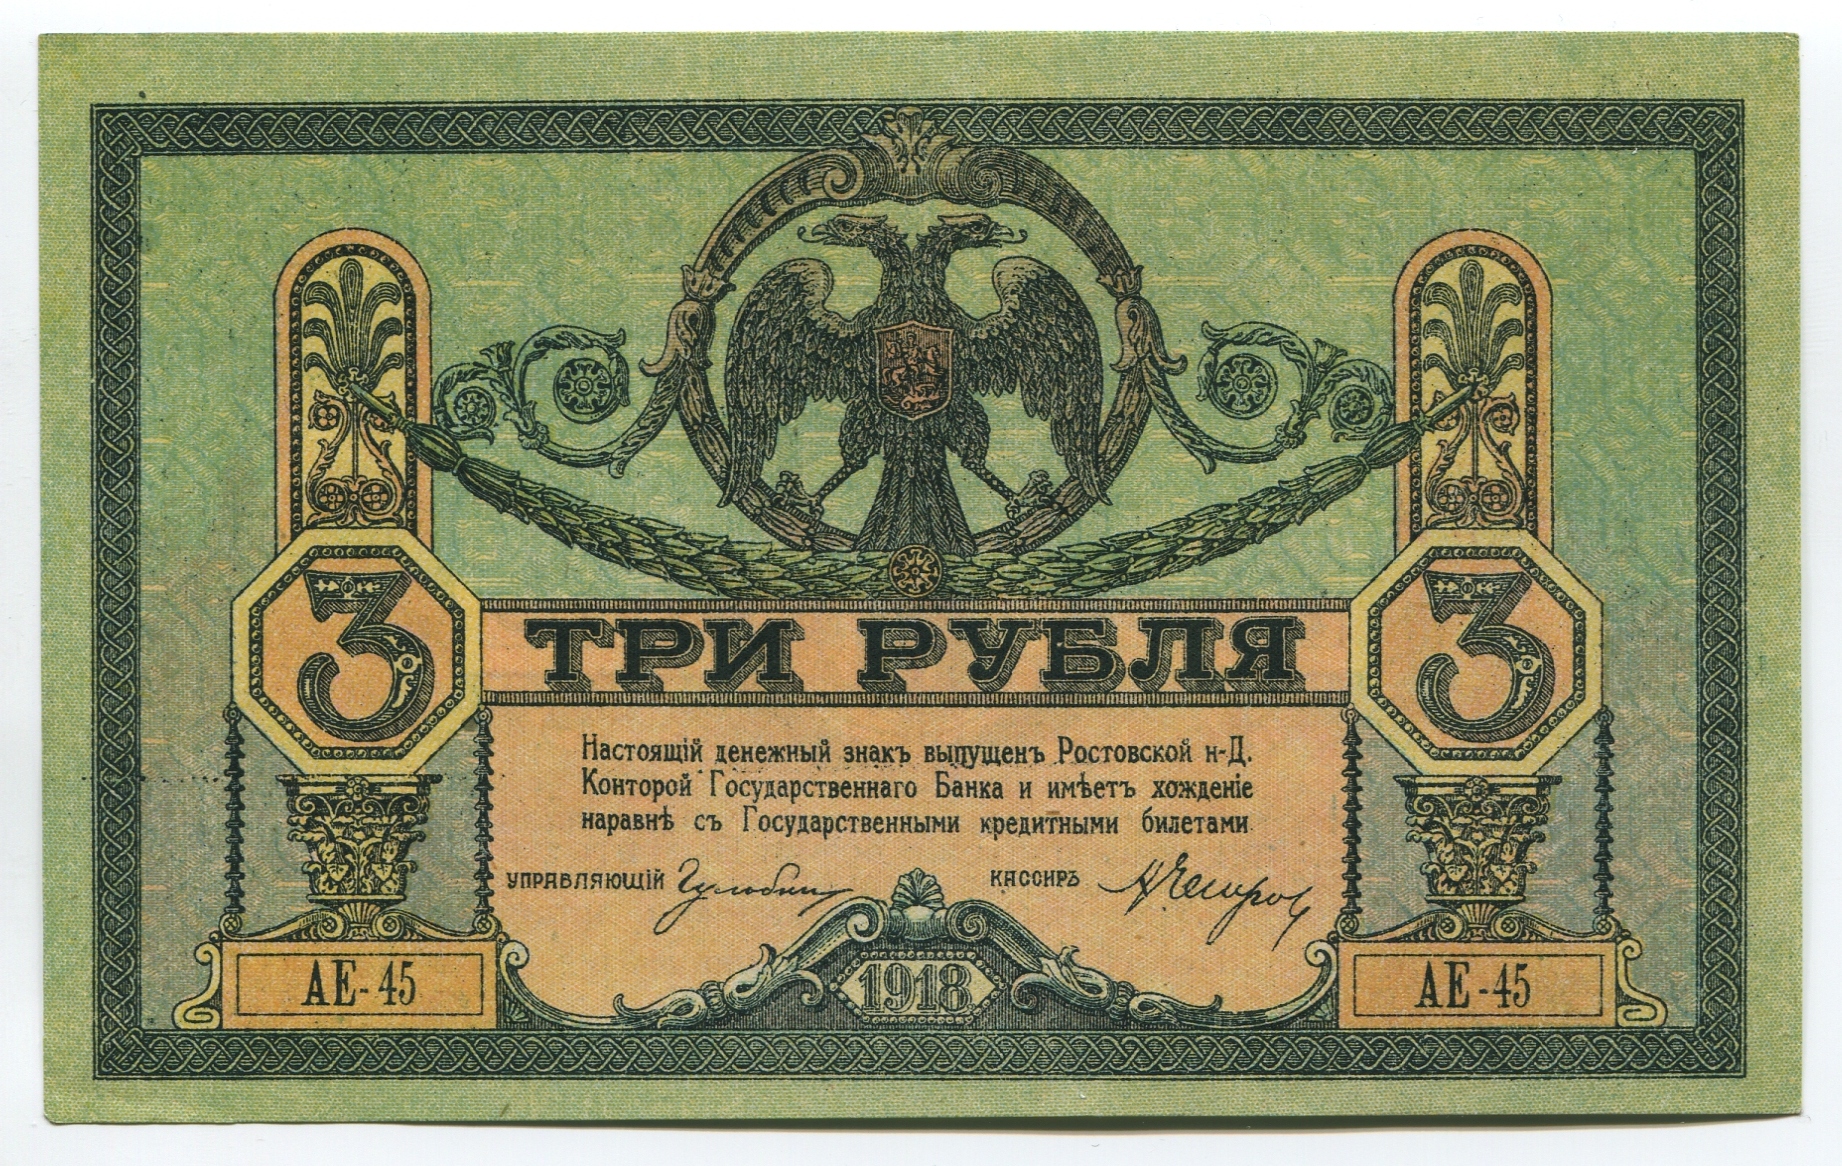 3
ТРИ РУБЛЯ
3
Настоящій денежный знакъ выпущенъ Ростовской н-Д.
Конторой Государственнаго Банка и имѣетъ хожденіе
наравнѣ съ Государственными кредитными билетами
УПРАВЛЯЮЩІЙ
КАССИРЪ
АЕ-45
1918
АЕ-45